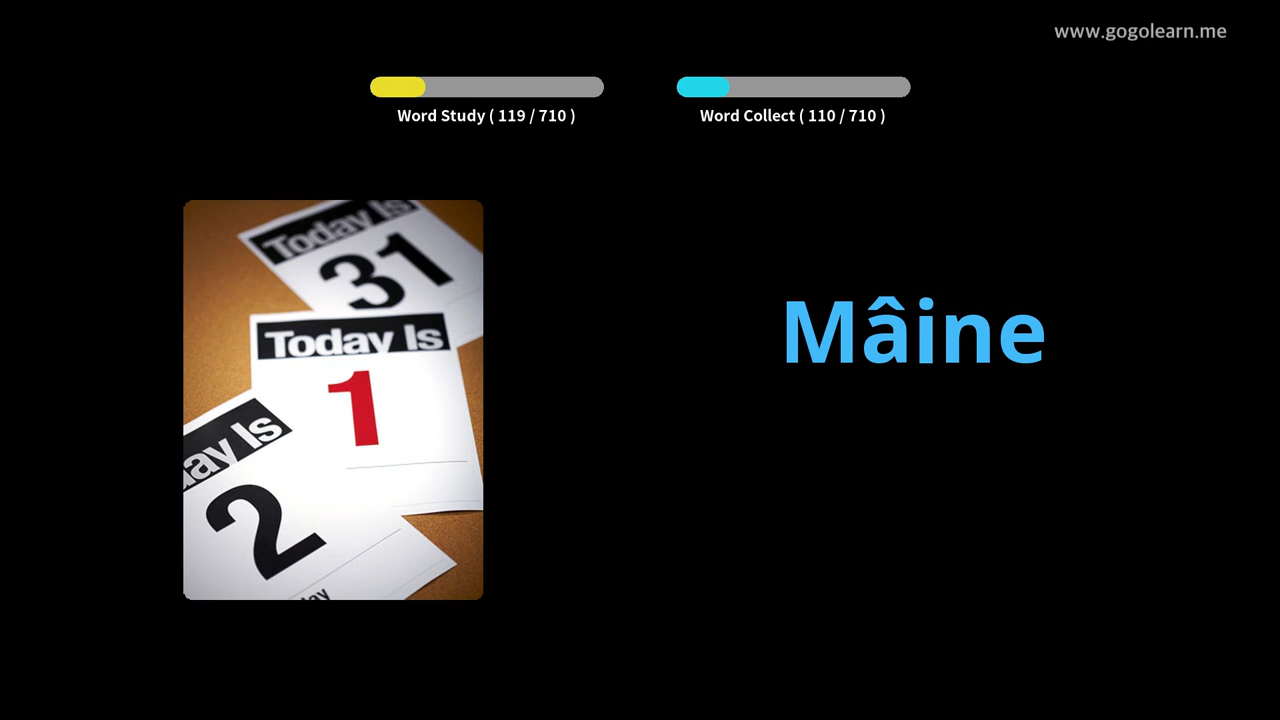 www.gogolearn.me
Word Study ( 119 / 710 )
Word Collect ( 110 / 710 )
Today Is
31
Today Is
1
ay Is
2
ay
Mâine